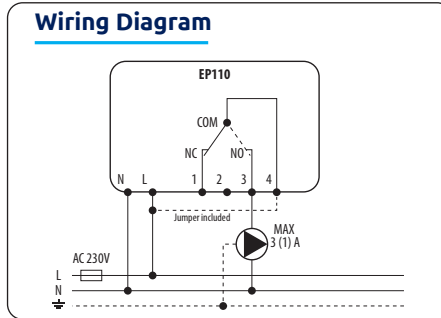 Wiring Diagram
EP110
COM
NC NO
N L 1 2 3 4
Jumper included
MAX
3 (1) A
AC 230V
L
N